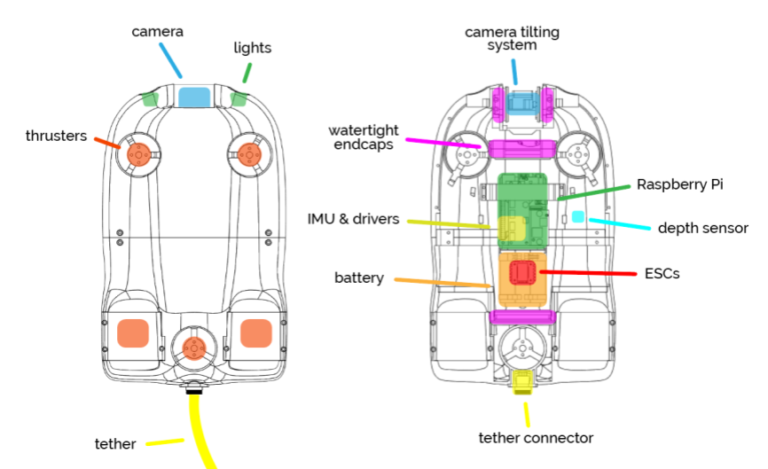 camera
lights
thrusters
tether
camera tilting
system
watertight
endcaps
Raspberry Pi
IMU & drivers
depth sensor
battery
ESCs
tether connector